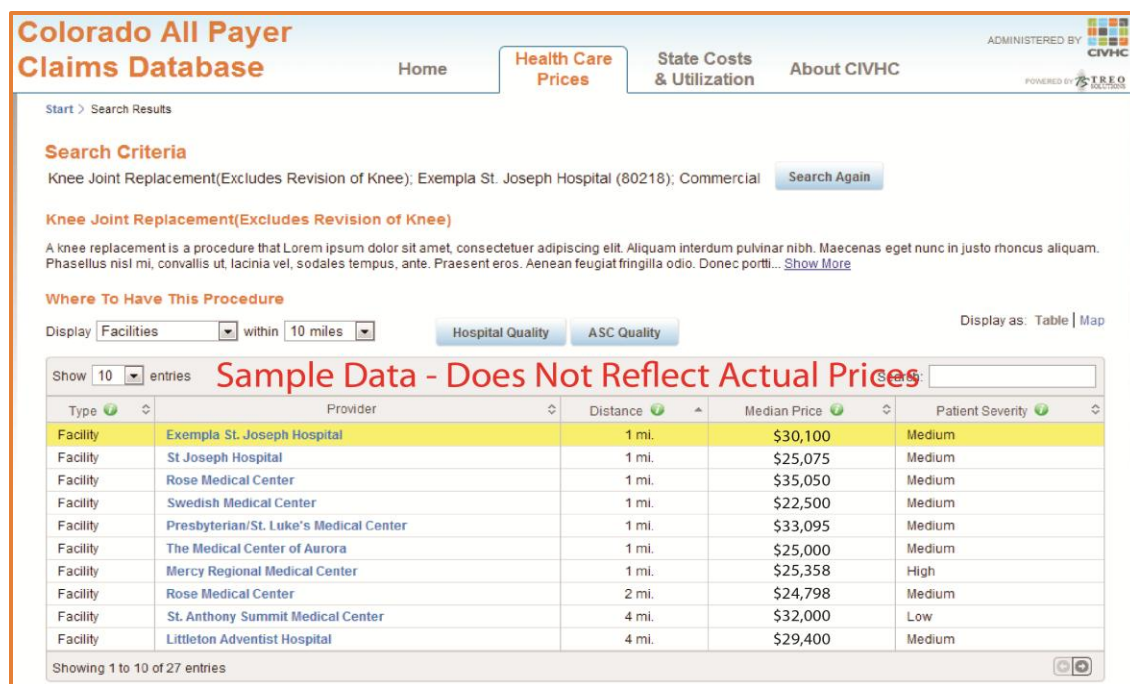 Colorado All Payer
Claims Database
Home
Health Care
Prices
State Costs
& Utilization
About CIVHC
ADMINISTERED BY
CIVHC
POWERED BY TREO
SOLUTIONS
Start > Search Results
Search Criteria
Knee Joint Replacement(Excludes Revision of Knee); Exempla St. Joseph Hospital (80218); Commercial Search Again
Knee Joint Replacement(Excludes Revision of Knee)
A knee replacement is a procedure that Lorem ipsum dolor sit amet, consectetuer adipiscing elit. Aliquam interdum pulvinar nibh. Maecenas eget nunc in justo rhoncus aliquam.
Phasellus nisl mi, convallis ut, lacinia vel, sodales tempus, ante. Praesent eros. Aenean feugiat fringilla odio. Donec portti... Show More
Where To Have This Procedure
Display Facilities within 10 miles Hospital Quality ASC Quality Display as: Table | Map
Show 10 entries Sample Data - Does Not Reflect Actual Prices Search:
Type Provider Distance Median Price Patient Severity
Facility Exempla St. Joseph Hospital 1 mi. $30,100 Medium
Facility St Joseph Hospital 1 mi. $25,075 Medium
Facility Rose Medical Center 1 mi. $35,050 Medium
Facility Swedish Medical Center 1 mi. $22,500 Medium
Facility Presbyterian/St. Luke's Medical Center 1 mi. $33,095 Medium
Facility The Medical Center of Aurora 1 mi. $25,000 Medium
Facility Mercy Regional Medical Center 1 mi. $25,358 High
Facility Rose Medical Center 2 mi. $24,798 Medium
Facility St. Anthony Summit Medical Center 4 mi. $32,000 Low
Facility Littleton Adventist Hospital 4 mi. $29,400 Medium
Showing 1 to 10 of 27 entries